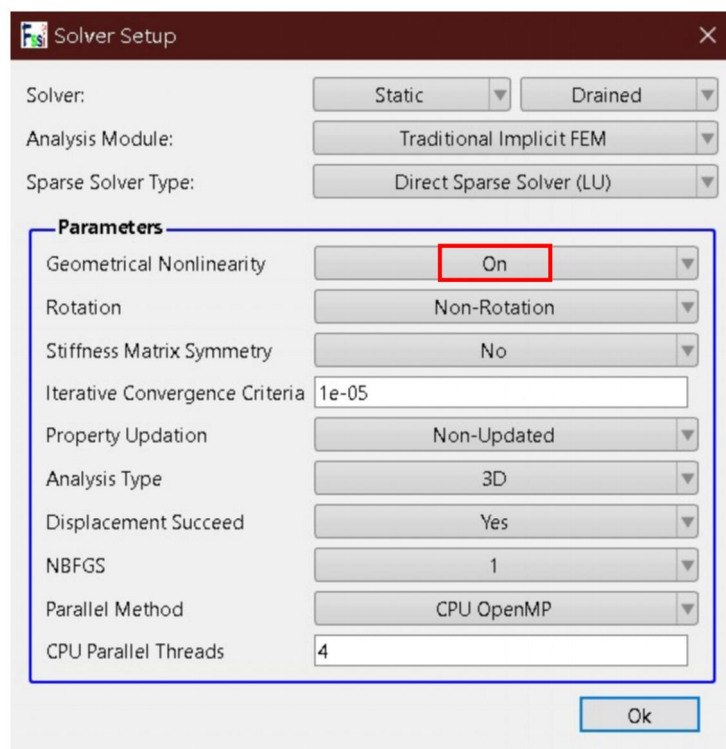 Fssi Solver Setup
Solver: Static Drained
Analysis Module: Traditional Implicit FEM
Sparse Solver Type: Direct Sparse Solver (LU)
Parameters
Geometrical Nonlinearity On
Rotation Non-Rotation
Stiffness Matrix Symmetry No
Iterative Convergence Criteria 1e-05
Property Updation Non-Updated
Analysis Type 3D
Displacement Succeed Yes
NBFGS 1
Parallel Method CPU OpenMP
CPU Parallel Threads 4
Ok